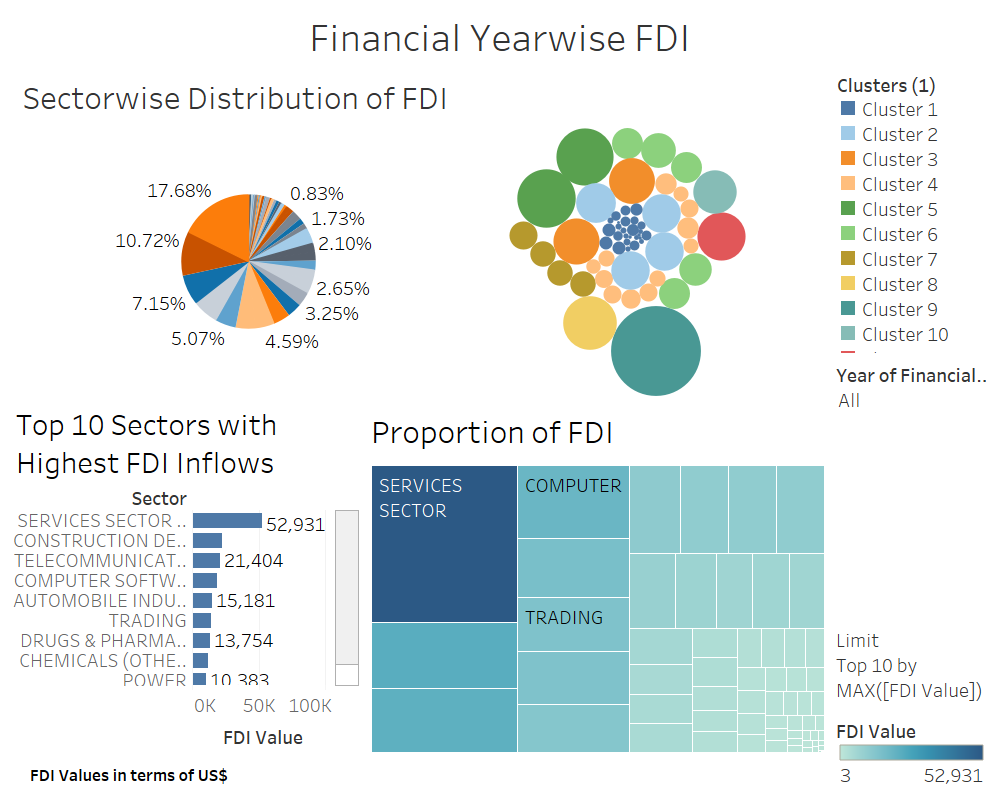 Financial Yearwise FDI
Sectorwise Distribution of FDI
17.68%
0.83%
1.73%
10.72%
2.10%
2.65%
7.15%
3.25%
5.07%
4.59%
Clusters (1)
Cluster 1
Cluster 2
Cluster 3
Cluster 4
Cluster 5
Cluster 6
Cluster 7
Cluster 8
Cluster 9
Cluster 10
Year of Financial..
All
Top 10 Sectors with
Highest FDI Inflows
Sector
SERVICES SECTOR .. 52,931
CONSTRUCTION DE..
TELECOMMUNICAT.. 21,404
COMPUTER SOFTW..
AUTOMOBILE INDU.. 15,181
TRADING
DRUGS & PHARMA.. 13,754
CHEMICALS (OTHE..
POWER 10,383
0K 50K 100K
FDI Value
FDI Values in terms of US$
Proportion of FDI
SERVICES
SECTOR
COMPUTER
TRADING
Limit
Top 10 by
MAX([FDI Value])
FDI Value
3 52,931